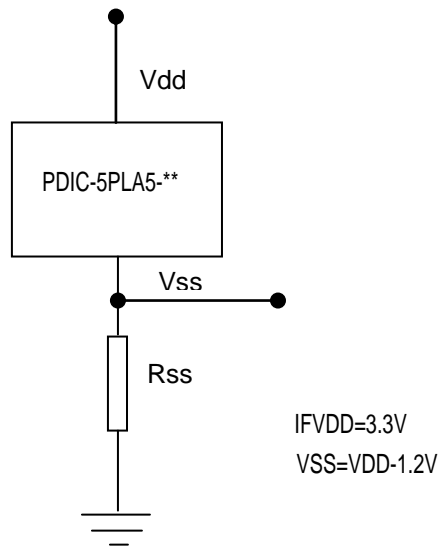 Vdd
PDIC-5PLA5-**
Vss
Rss
IFVDD=3.3V
VSS=VDD-1.2V